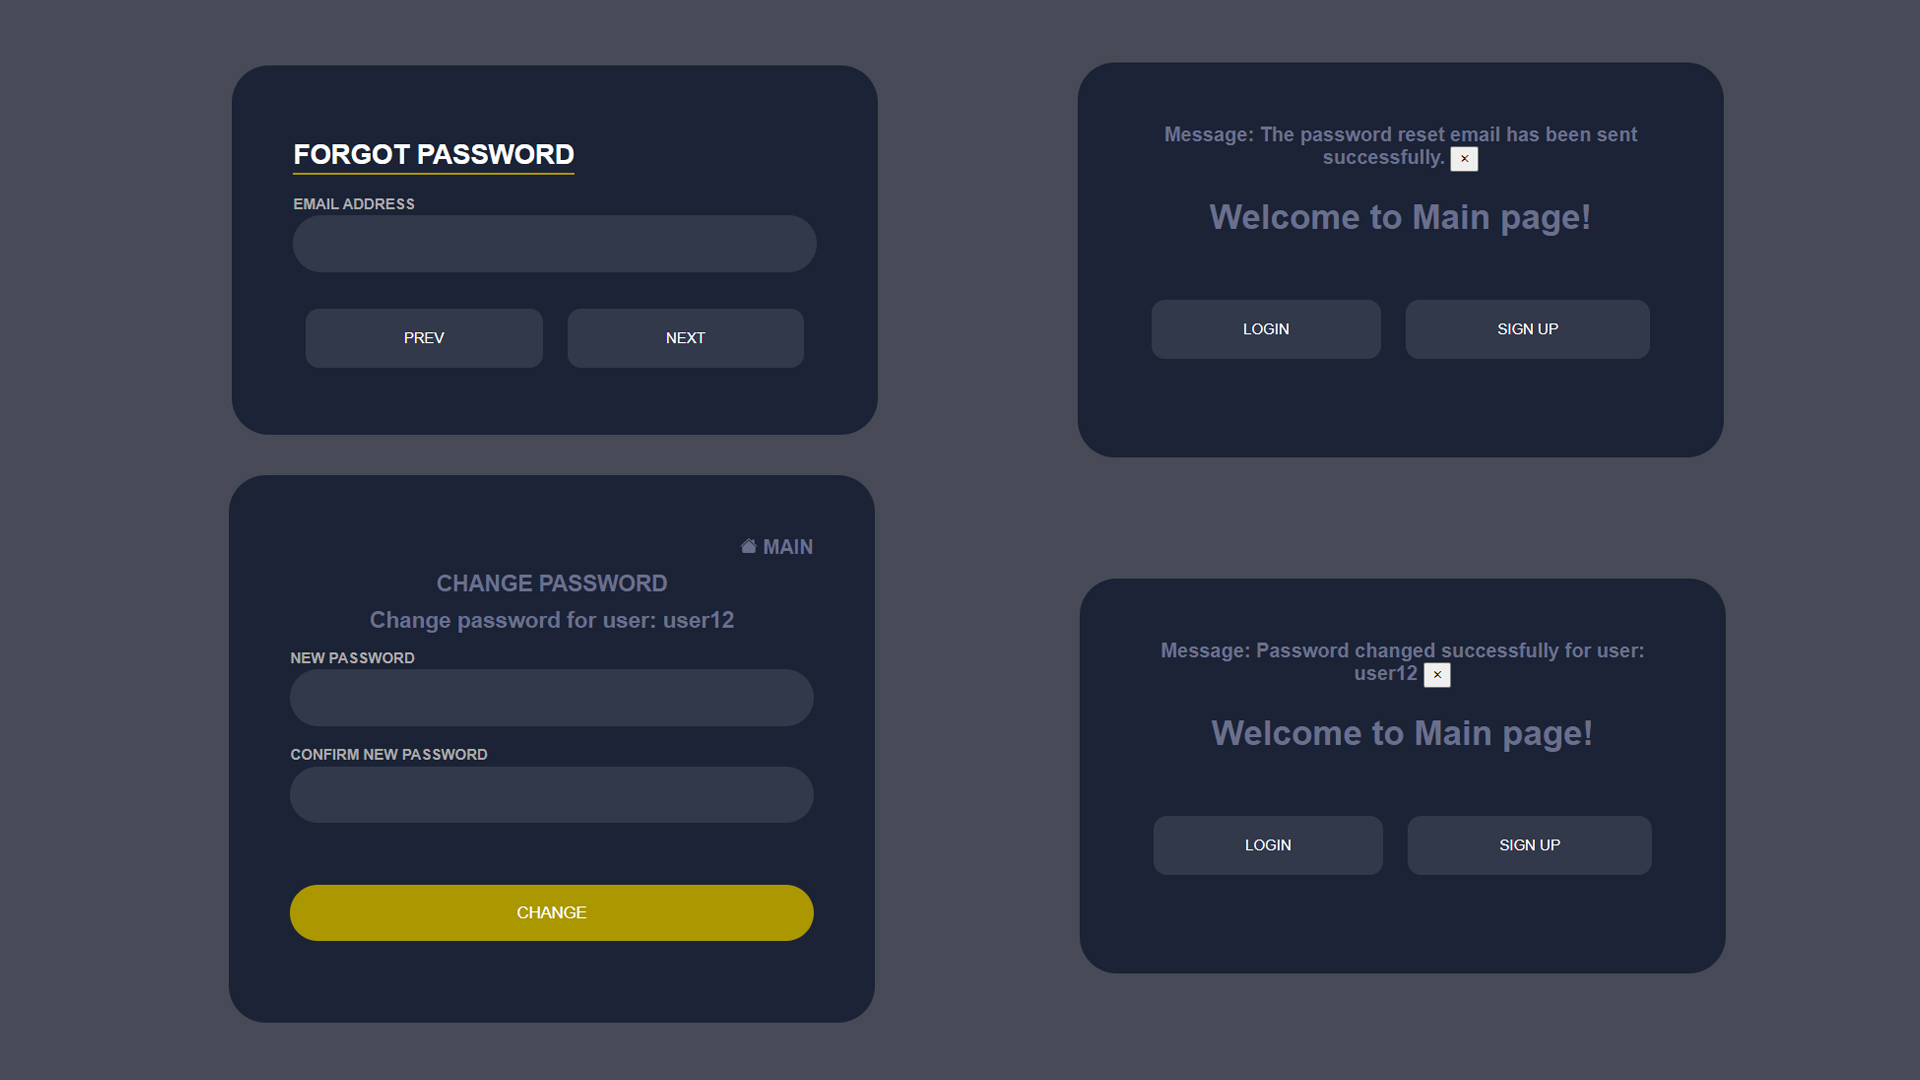 FORGOT PASSWORD
EMAIL ADDRESS
PREV
NEXT
Message: The password reset email has been sent
successfully. ×
Welcome to Main page!
LOGIN
SIGN UP
MAIN
CHANGE PASSWORD
Change password for user: user12
NEW PASSWORD
CONFIRM NEW PASSWORD
CHANGE
Message: Password changed successfully for user:
user12 ×
Welcome to Main page!
LOGIN
SIGN UP